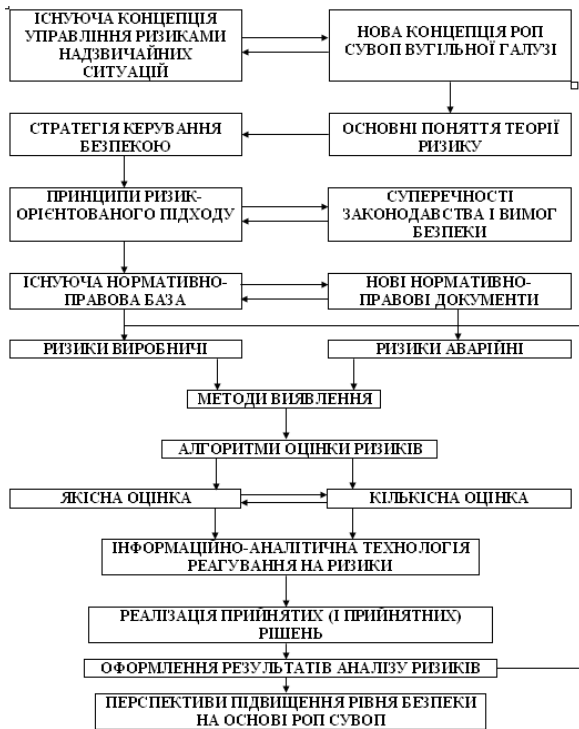 ІСНУЮЧА КОНЦЕПЦІЯ
УПРАВЛІННЯ РИЗИКАМИ
НАДЗВИЧАЙНИХ
СИТУАЦІЙ
НОВА КОНЦЕПЦІЯ РОП
СУВОП ВУГІЛЬНОЇ ГАЛУЗІ
СТРАТЕГІЯ КЕРУВАННЯ
БЕЗПЕКОЮ
ОСНОВНІ ПОНЯТТЯ ТЕОРІЇ
РИЗИКУ
ПРИНЦИПИ РИЗИК-
ОРІЄНТОВАНОГО ПІДХОДУ
СУПЕРЕЧНОСТІ
ЗАКОНОДАВСТВА І ВИМОГ
БЕЗПЕКИ
ІСНУЮЧА НОРМАТИВНО-
ПРАВОВА БАЗА
НОВІ НОРМАТИВНО-
ПРАВОВІ ДОКУМЕНТИ
РИЗИКИ ВИРОБНИЧІ
РИЗИКИ АВАРІЙНІ
МЕТОДИ ВИЯВЛЕННЯ
АЛГОРИТМИ ОЦІНКИ РИЗИКІВ
ЯКІСНА ОЦІНКА
КІЛЬКІСНА ОЦІНКА
ІНФОРМАЦІЙНО-АНАЛІТИЧНА ТЕХНОЛОГІЯ
РЕАГУВАННЯ НА РИЗИКИ
РЕАЛІЗАЦІЯ ПРИЙНЯТИХ (І ПРИЙНЯТНИХ)
РІШЕНЬ
ОФОРМЛЕННЯ РЕЗУЛЬТАТІВ АНАЛІЗУ РИЗИКІВ
ПЕРСПЕКТИВИ ПІДВИЩЕННЯ РІВНЯ БЕЗПЕКИ
НА ОСНОВІ РОП СУВОП